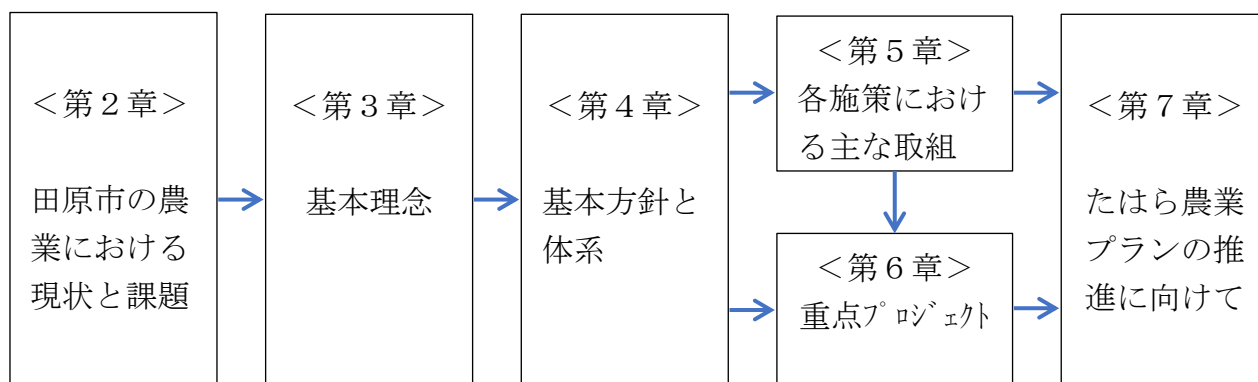 <第２章>
田原市の農
業における
現状と課題
<第３章>
基本理念
<第４章>
基本方針と
体系
<第５章>
各施策におけ
る主な取組
<第６章>
重点ﾌﾟﾛｼﾞｪｸﾄ
<第７章>
たはら農業
プランの推
進に向けて